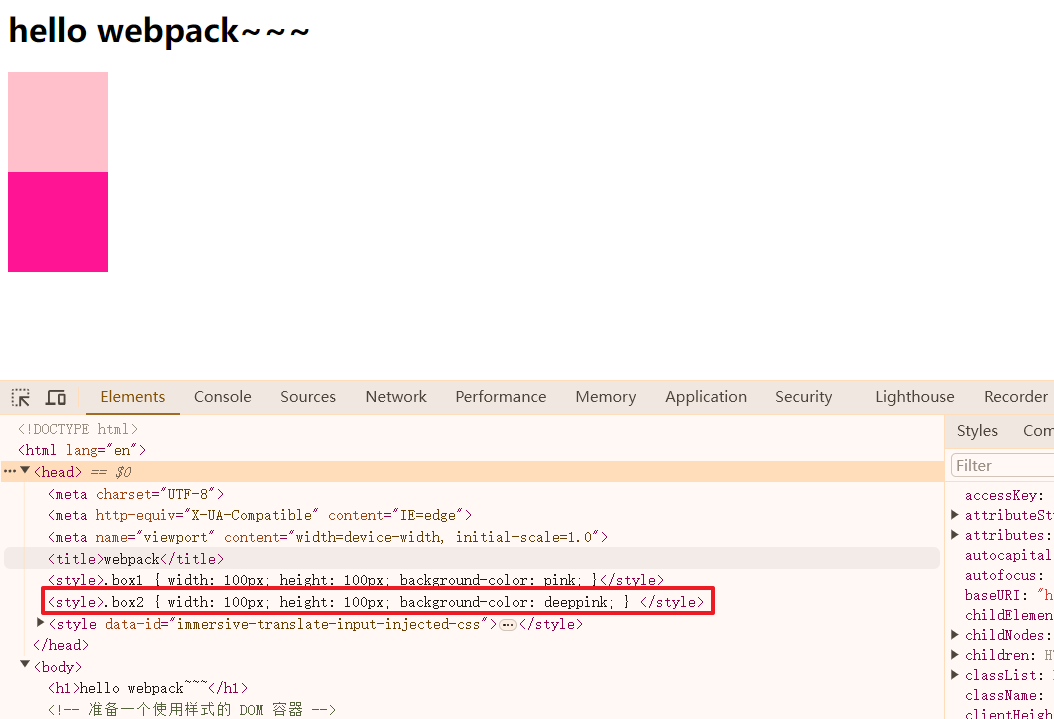 hello webpack~~~
Elements Console Sources Network Performance Memory Application Security Lighthouse Recorder
<!DOCTYPE html>
<html lang="en">
<head> == $0
<meta charset="UTF-8">
<meta http-equiv="X-UA-Compatible" content="IE=edge">
<meta name="viewport" content="width=device-width, initial-scale=1.0">
<title>webpack</title>
<style>.box1 { width: 100px; height: 100px; background-color: pink; }</style>
<style>.box2 { width: 100px; height: 100px; background-color: deeppink; } </style>
<style data-id="immersive-translate-input-injected-css">…</style>
</head>
<body>
<h1>hello webpack~~~</h1>
<!-- 准备一个使用样式的 DOM 容器 -->
Styles Com
Filter
accessKey:
attributeSt
attributes:
autocapital
autofocus:
baseURI: "h
childElemen
childNodes:
children: H
classList:
className:
clientHeigh